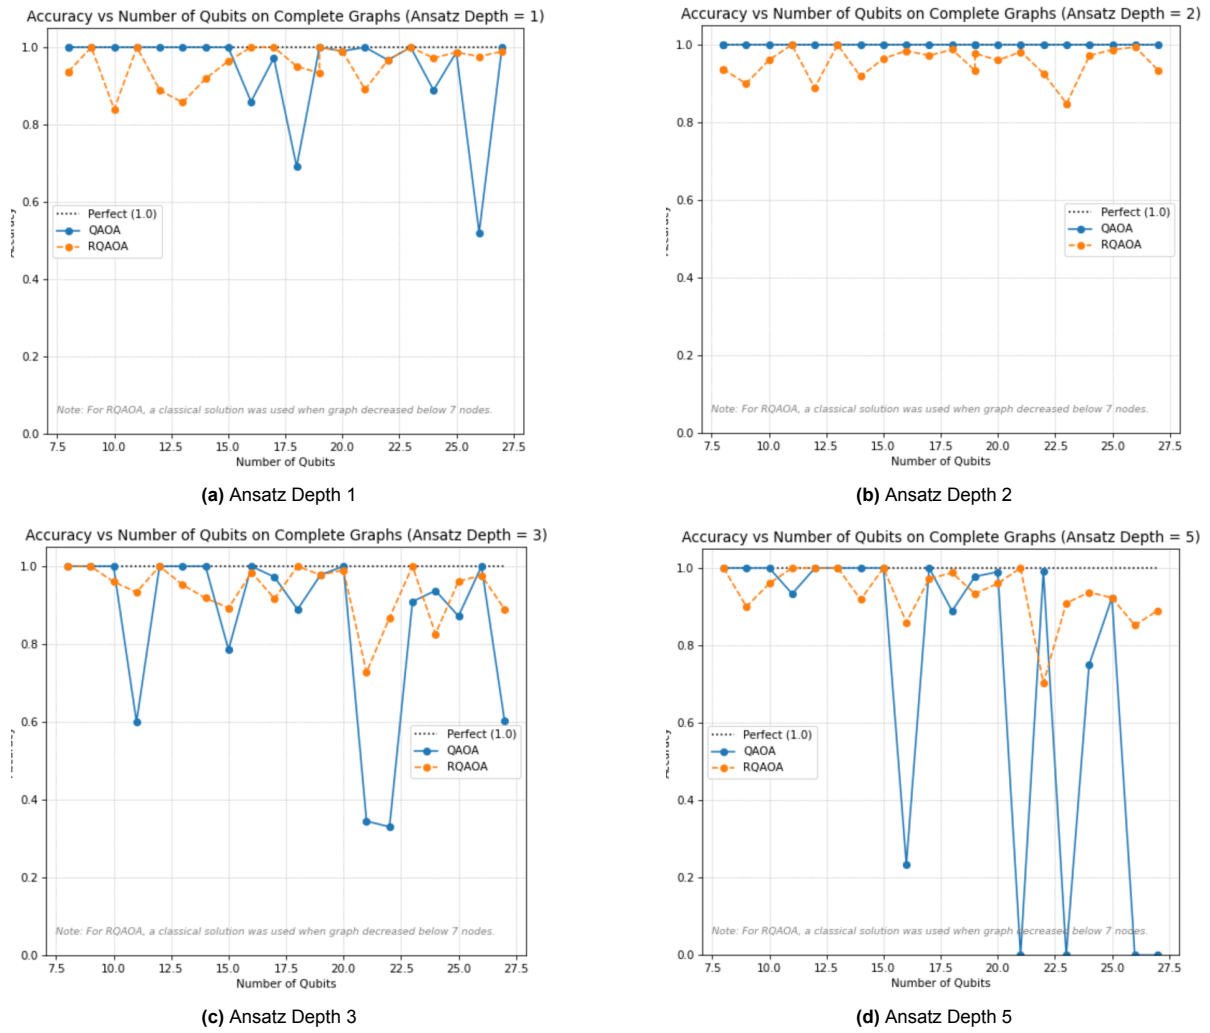 Accuracy vs Number of Qubits on Complete Graphs (Ansatz Depth = 1)
1.0
0.8
0.6
0.4
0.2
0.0
Accuracy
Perfect (1.0)
QAOA
RQAOA
Note: For RQAOA, a classical solution was used when graph decreased below 7 nodes.
7.5 10.0 12.5 15.0 17.5 20.0 22.5 25.0 27.5
Number of Qubits
(a) Ansatz Depth 1
Accuracy vs Number of Qubits on Complete Graphs (Ansatz Depth = 2)
1.0
0.8
0.6
0.4
0.2
0.0
Accuracy
Perfect (1.0)
QAOA
RQAOA
Note: For RQAOA, a classical solution was used when graph decreased below 7 nodes.
7.5 10.0 12.5 15.0 17.5 20.0 22.5 25.0 27.5
Number of Qubits
(b) Ansatz Depth 2
Accuracy vs Number of Qubits on Complete Graphs (Ansatz Depth = 3)
1.0
0.8
0.6
0.4
0.2
0.0
Accuracy
Perfect (1.0)
QAOA
RQAOA
Note: For RQAOA, a classical solution was used when graph decreased below 7 nodes.
7.5 10.0 12.5 15.0 17.5 20.0 22.5 25.0 27.5
Number of Qubits
(c) Ansatz Depth 3
Accuracy vs Number of Qubits on Complete Graphs (Ansatz Depth = 5)
1.0
0.8
0.6
0.4
0.2
0.0
Accuracy
Perfect (1.0)
QAOA
RQAOA
Note: For RQAOA, a classical solution was used when graph decreased below 7 nodes.
7.5 10.0 12.5 15.0 17.5 20.0 22.5 25.0 27.5
Number of Qubits
(d) Ansatz Depth 5